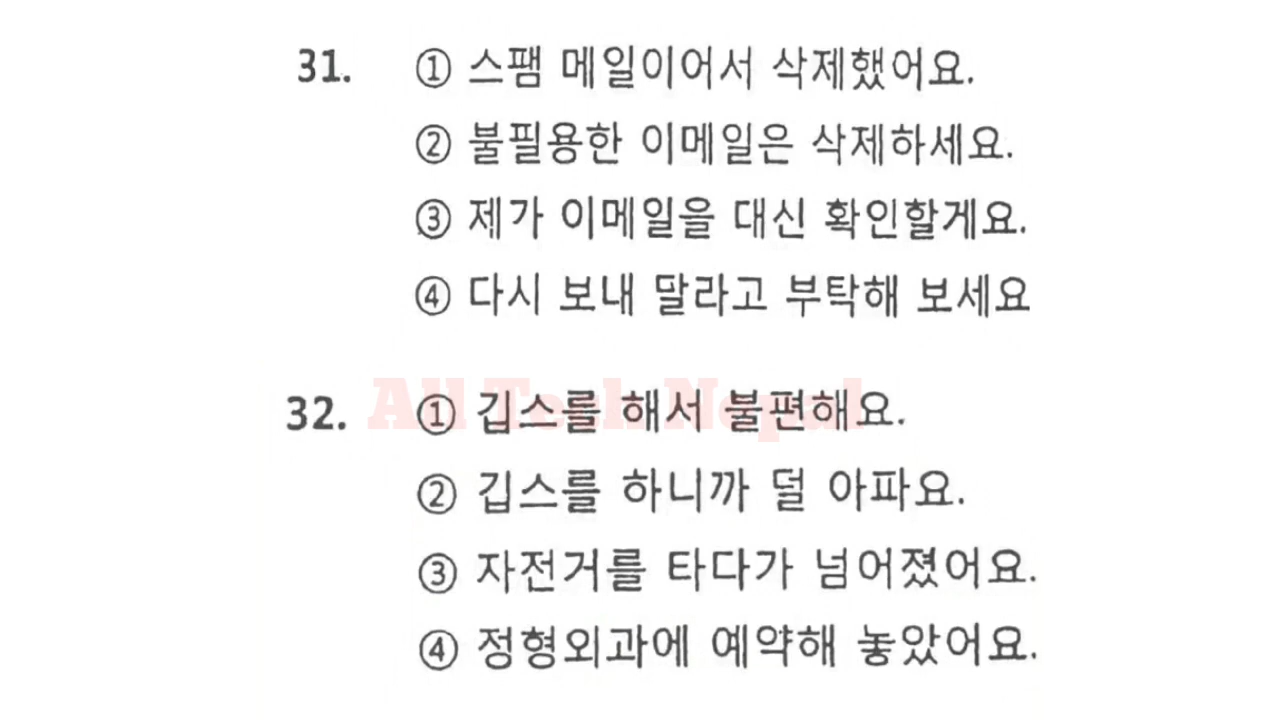 31. ① 스팸 메일이어서 삭제했어요.
② 불필요한 이메일은 삭제하세요.
③ 제가 이메일을 대신 확인할게요.
④ 다시 보내 달라고 부탁해 보세요
32. ① 깁스를 해서 불편해요.
All Tech Nepal
② 깁스를 하니까 덜 아파요.
③ 자전거를 타다가 넘어졌어요.
④ 정형외과에 예약해 놓았어요.